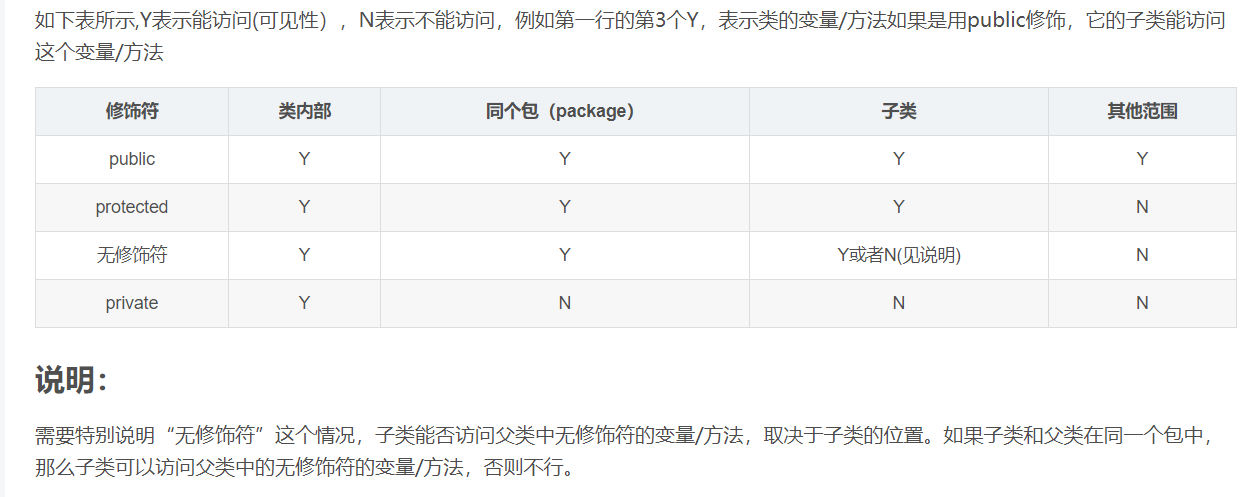 如下表所示,Y表示能访问(可见性），N表示不能访问，例如第一行的第3个Y，表示类的变量/方法如果是用public修饰，它的子类能访问
这个变量/方法
修饰符 类内部 同个包（package） 子类 其他范围
public Y Y Y Y
protected Y Y Y N
无修饰符 Y Y Y或者N(见说明) N
private Y N N N
说明：
需要特别说明“无修饰符”这个情况，子类能否访问父类中无修饰符的变量/方法，取决于子类的位置。如果子类和父类在同一个包中，
那么子类可以访问父类中的无修饰符的变量/方法，否则不行。